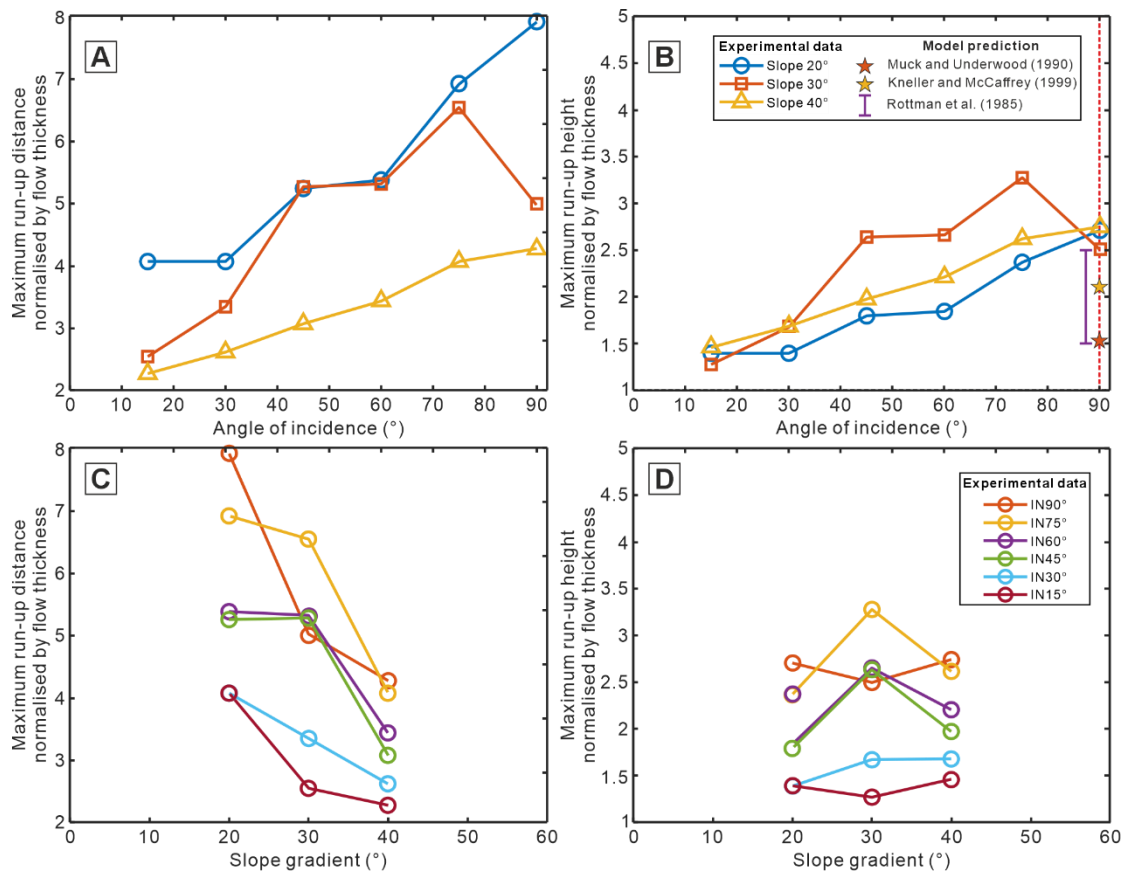 A
Maximum run-up distance
normalised by flow thickness
8
7
6
5
4
3
2
0 10 20 30 40 50 60 70 80 90
Angle of incidence (°)
B
Maximum run-up height
normalised by flow thickness
5
4.5
4
3.5
3
2.5
2
1.5
1
0 10 20 30 40 50 60 70 80 90
Angle of incidence (°)
Experimental data
Slope 20°
Slope 30°
Slope 40°
Model prediction
Muck and Underwood (1990)
Kneller and McCaffrey (1999)
Rottman et al. (1985)
C
Maximum run-up distance
normalised by flow thickness
8
7
6
5
4
3
2
0 10 20 30 40 50 60
Slope gradient (°)
D
Maximum run-up height
normalised by flow thickness
5
4.5
4
3.5
3
2.5
2
1.5
1
0 10 20 30 40 50 60
Slope gradient (°)
Experimental data
IN90°
IN75°
IN60°
IN45°
IN30°
IN15°